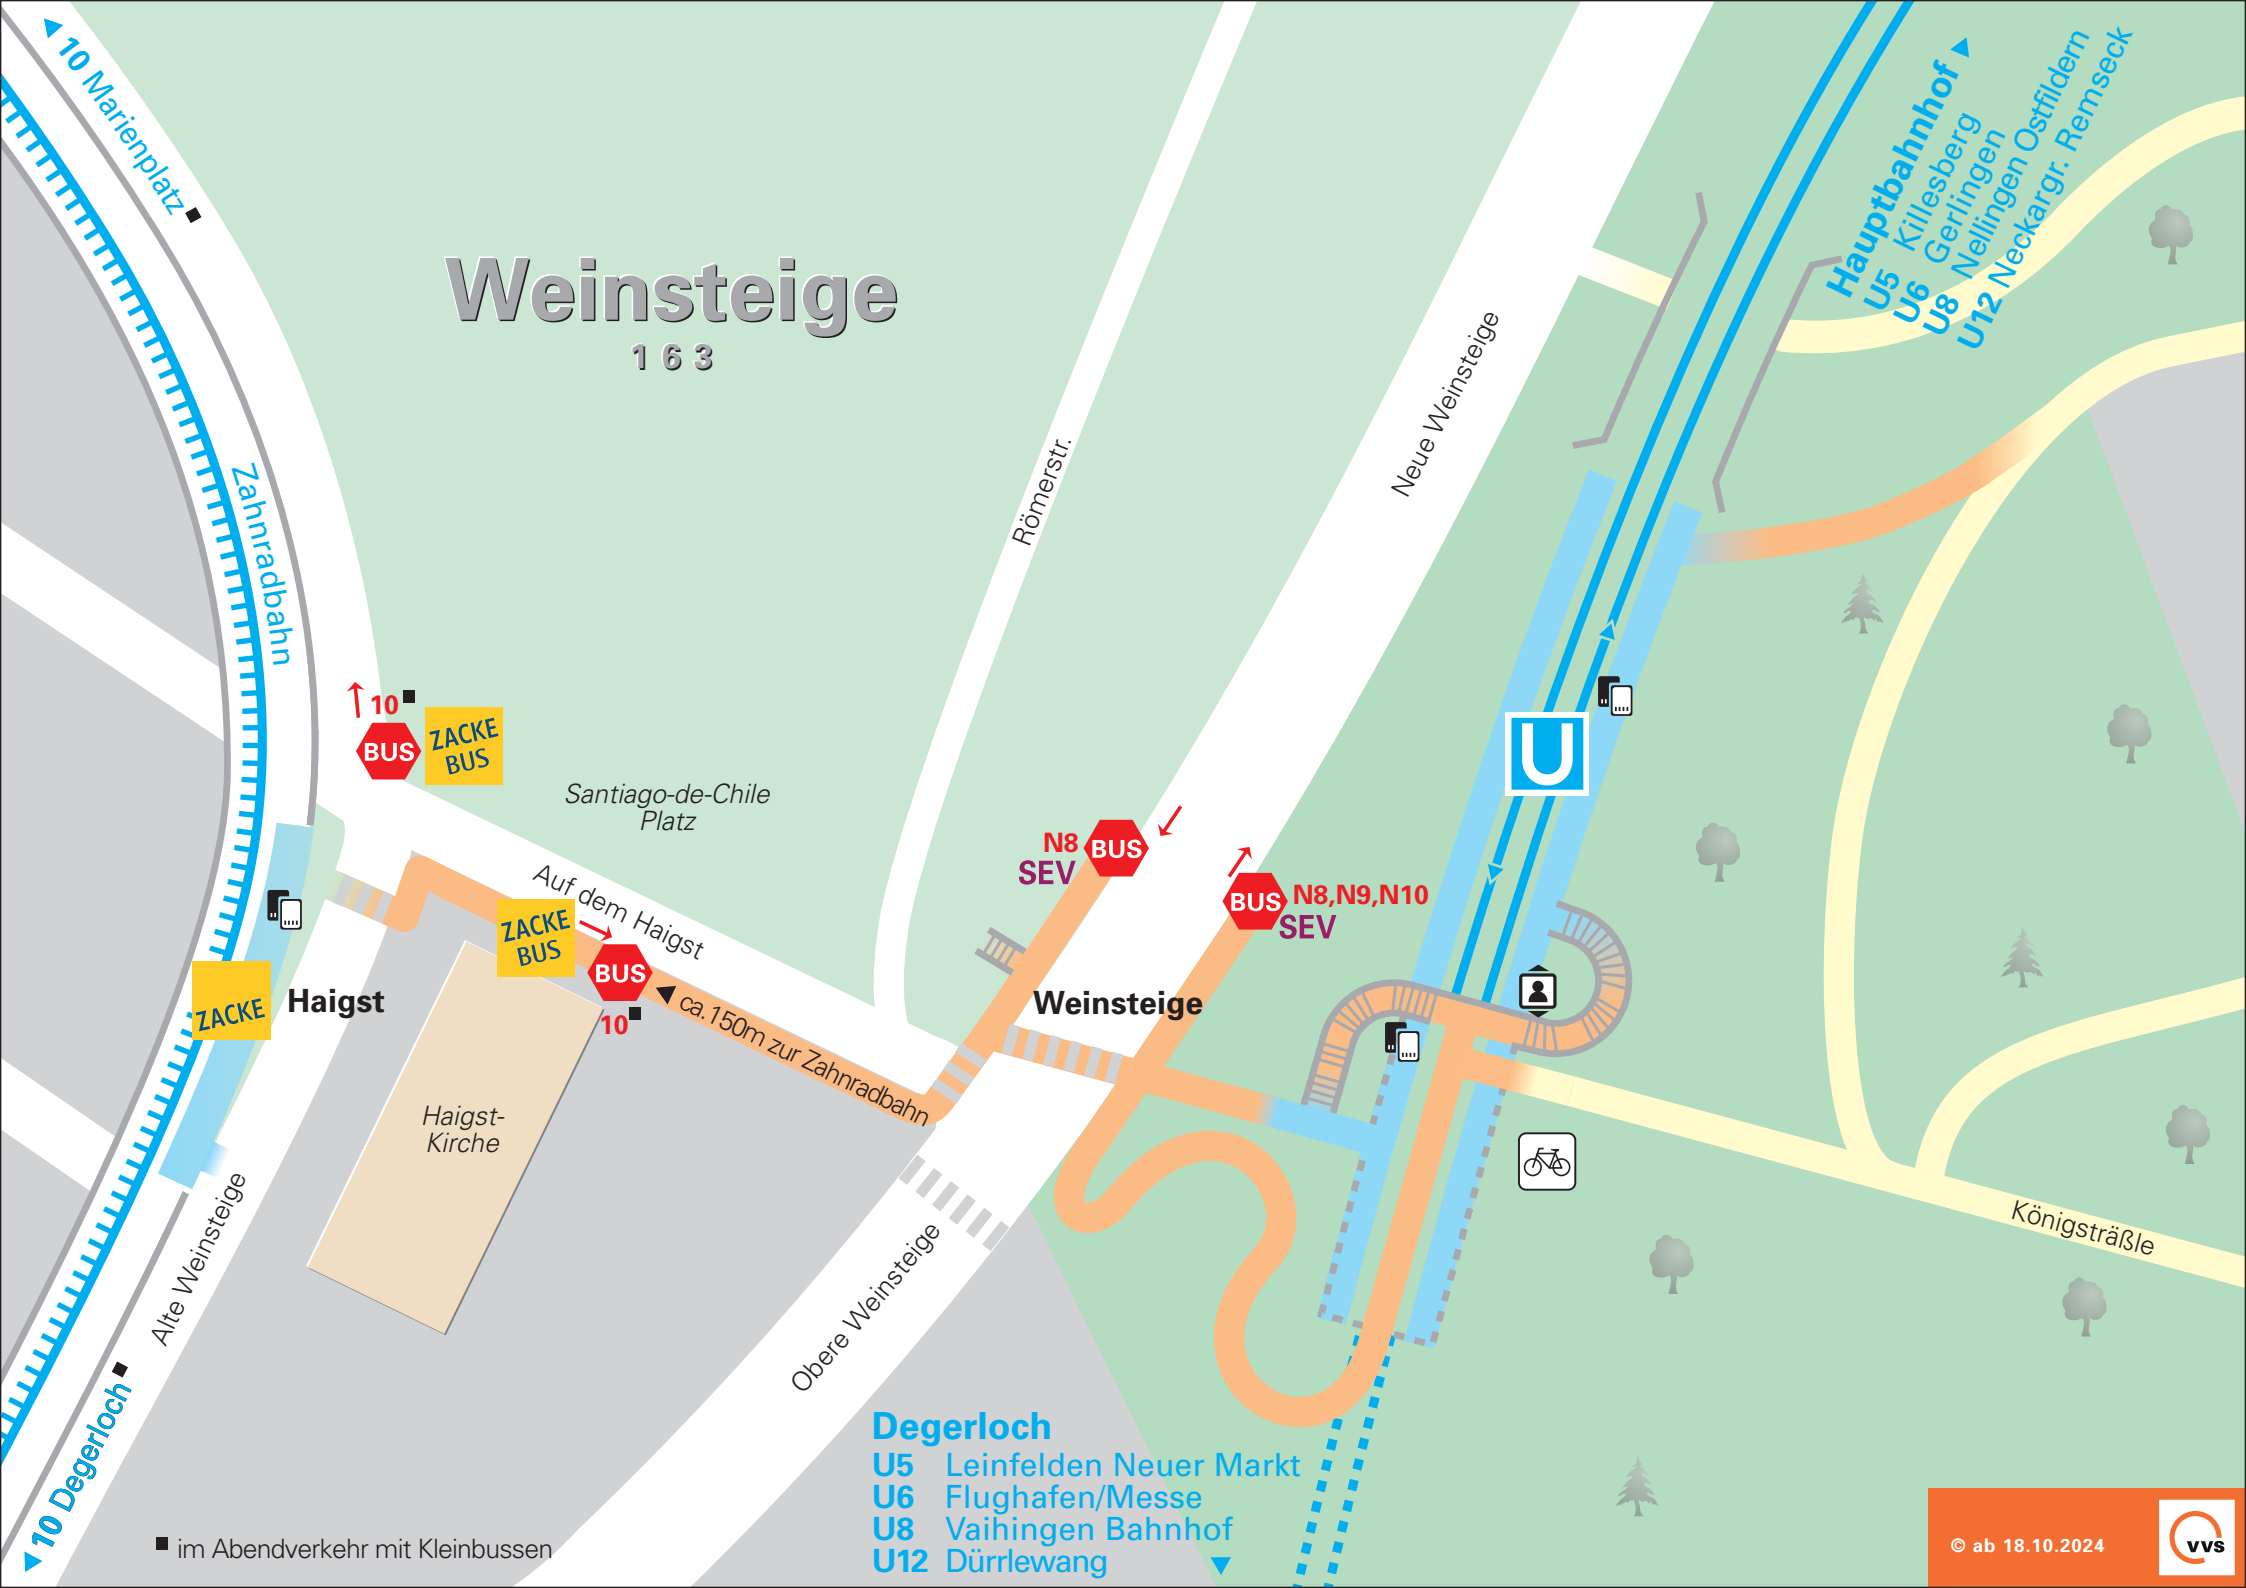 10 Marienplatz
Hauptbahnhof
U5 Killesberg
U6 Gerlingen
U8 Nellingen Ostfildern
U12 Neckargr. Remseck
Weinsteige
163
Neue Weinsteige
Römerstr.
Zahnradbahn
10
BUS
ZACKE
BUS
Santiago-de-Chile
Platz
Auf dem Haigst
N8
SEV
BUS
BUS
N8,N9,N10
SEV
U
ZACKE
BUS
BUS
10
ca. 150m zur Zahnradbahn
ZACKE
Haigst
Weinsteige
Haigst-
Kirche
Alte Weinsteige
Obere Weinsteige
Königsträßle
10 Degerloch
Degerloch
U5 Leinfelden Neuer Markt
U6 Flughafen/Messe
U8 Vaihingen Bahnhof
U12 Dürrlewang
im Abendverkehr mit Kleinbussen
© ab 18.10.2024
vvs